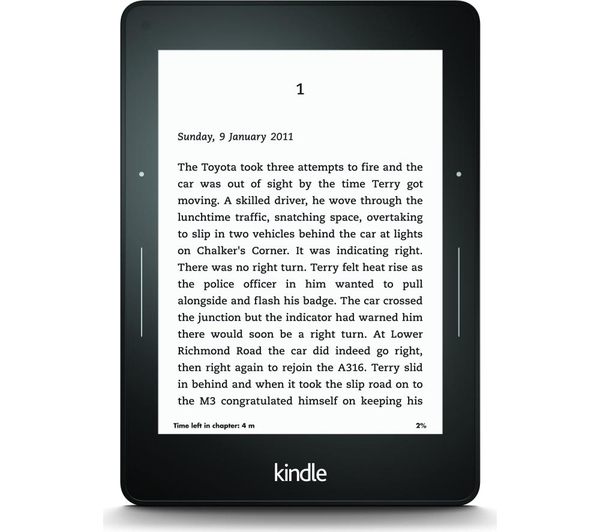 1
Sunday, 9 January 2011
The Toyota took three attempts to fire and the
car was out of sight by the time Terry got
moving. A skilled driver, he wove through the
lunchtime traffic, snatching space, overtaking
to slip in two vehicles behind the car at lights
on Chalker's Corner. It was indicating right.
There was no right turn. Terry felt heat rise as
the police officer in him wanted to pull
alongside and flash his badge. The car crossed
the junction but the indicator had warned him
there would soon be a right turn. At Lower
Richmond Road the car did indeed go right,
then right again to rejoin the A316. Terry slid
in behind and when it took the slip road on to
the M3 congratulated himself on keeping his
Time left in chapter: 4 m 2%
kindle